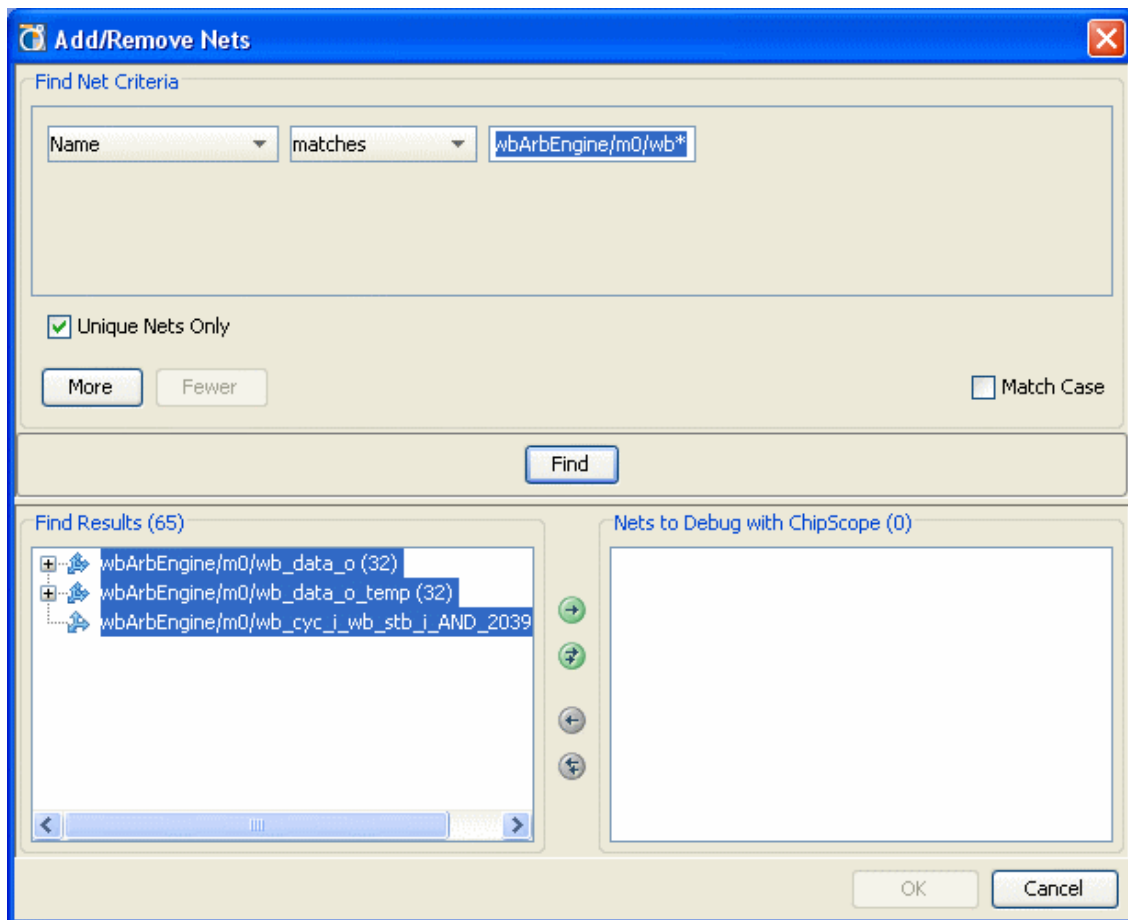 Add/Remove Nets
Find Net Criteria
Name matches wbArbEngine/m0/wb*
Unique Nets Only
More Fewer Match Case
Find
Find Results (65) Nets to Debug with ChipScope (0)
wbArbEngine/m0/wb_data_o (32)
wbArbEngine/m0/wb_data_o_temp (32)
wbArbEngine/m0/wb_cyc_i_wb_stb_i_AND_2039
OK Cancel